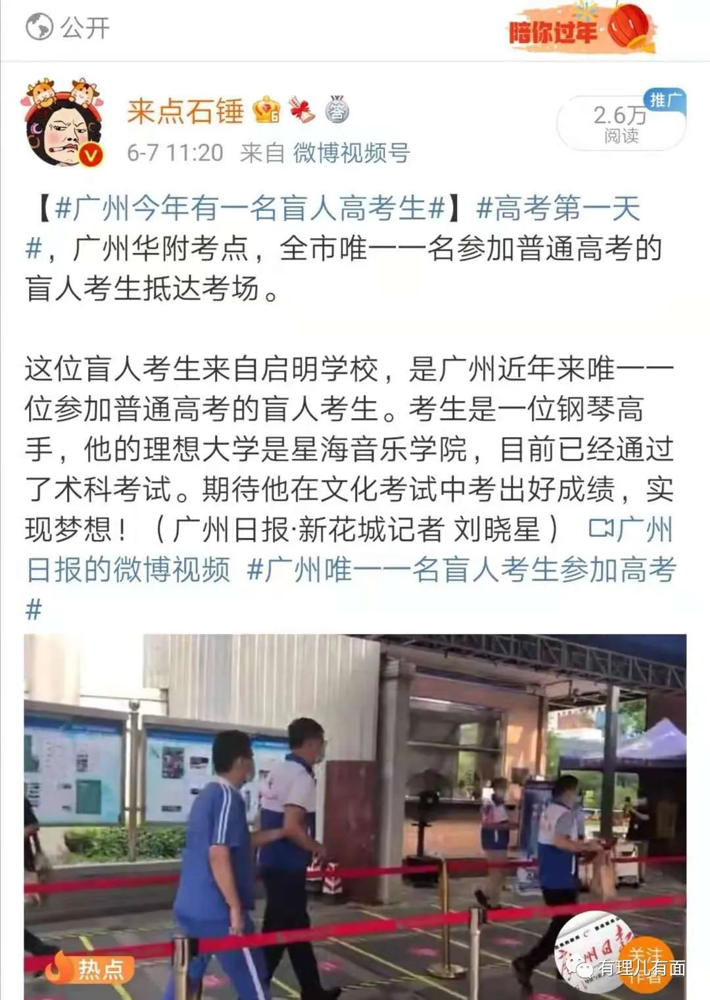 公开
陪你过年
来点石锤
6
答
推广
2.6万
阅读
6-7 11:20 来自 微博视频号
【#广州今年有一名盲人高考生#】#高考第一天
#，广州华附考点，全市唯一一名参加普通高考的
盲人考生抵达考场。
这位盲人考生来自启明学校，是广州近年来唯一一
位参加普通高考的盲人考生。考生是一位钢琴高
手，他的理想大学是星海音乐学院，目前已经通过
了术科考试。期待他在文化考试中考出好成绩，实
现梦想！（广州日报·新花城记者 刘晓星） 广州
日报的微博视频 #广州唯一一名盲人考生参加高考
#
热点
州日报
关注
作者
有理儿有面